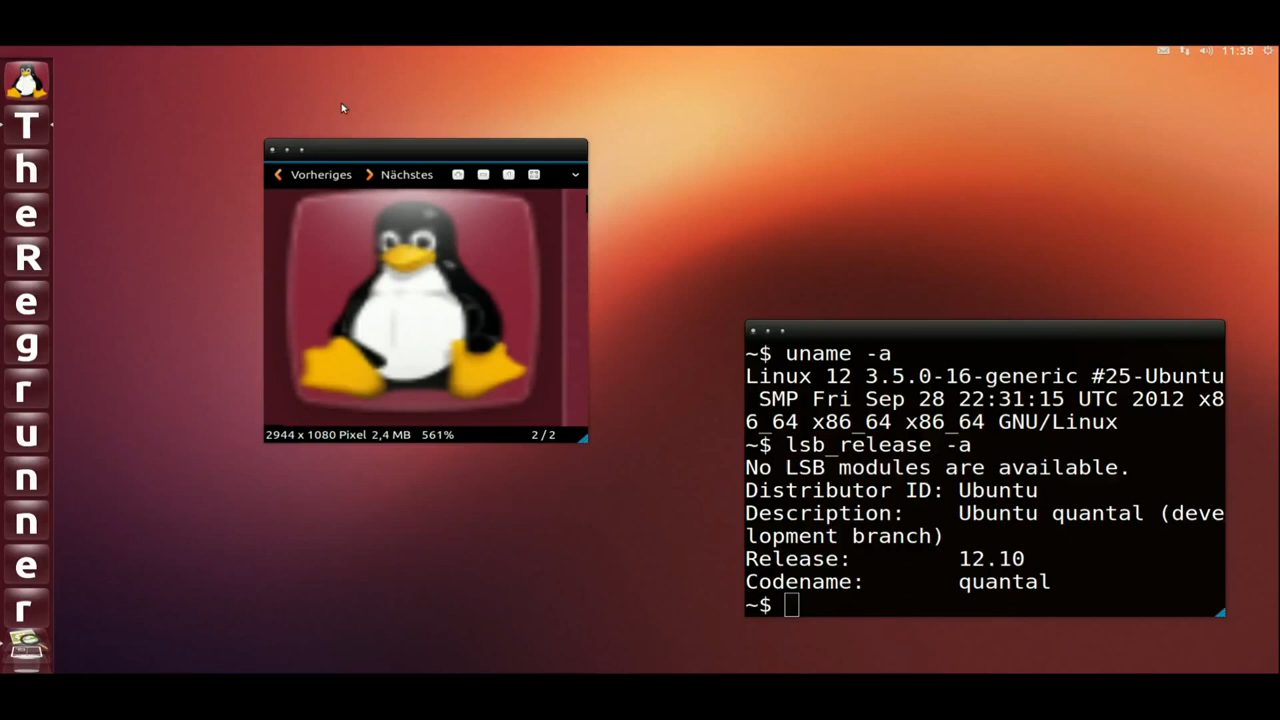 11:38
T
h
e
R
e
g
r
u
n
n
e
r
Vorheriges Nächstes
2944 x 1080 Pixel 2,4 MB 561% 2 / 2
~$ uname -a
Linux 12 3.5.0-16-generic #25-Ubuntu
SMP Fri Sep 28 22:31:15 UTC 2012 x8
6_64 x86_64 x86_64 GNU/Linux
~$ lsb_release -a
No LSB modules are available.
Distributor ID: Ubuntu
Description: Ubuntu quantal (deve
lopment branch)
Release: 12.10
Codename: quantal
~$